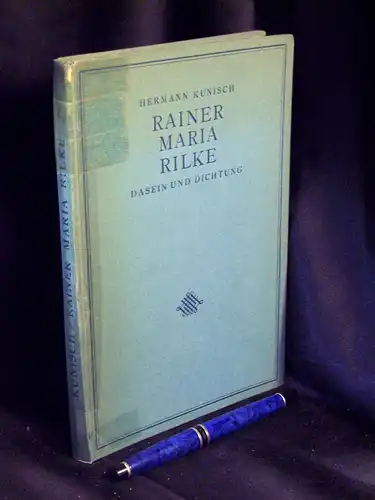 HERMANN KUNISCH
RAINER
MARIA
RILKE
DASEIN UND DICHTUNG
KUNISCH · RAINER MARIA RILKE